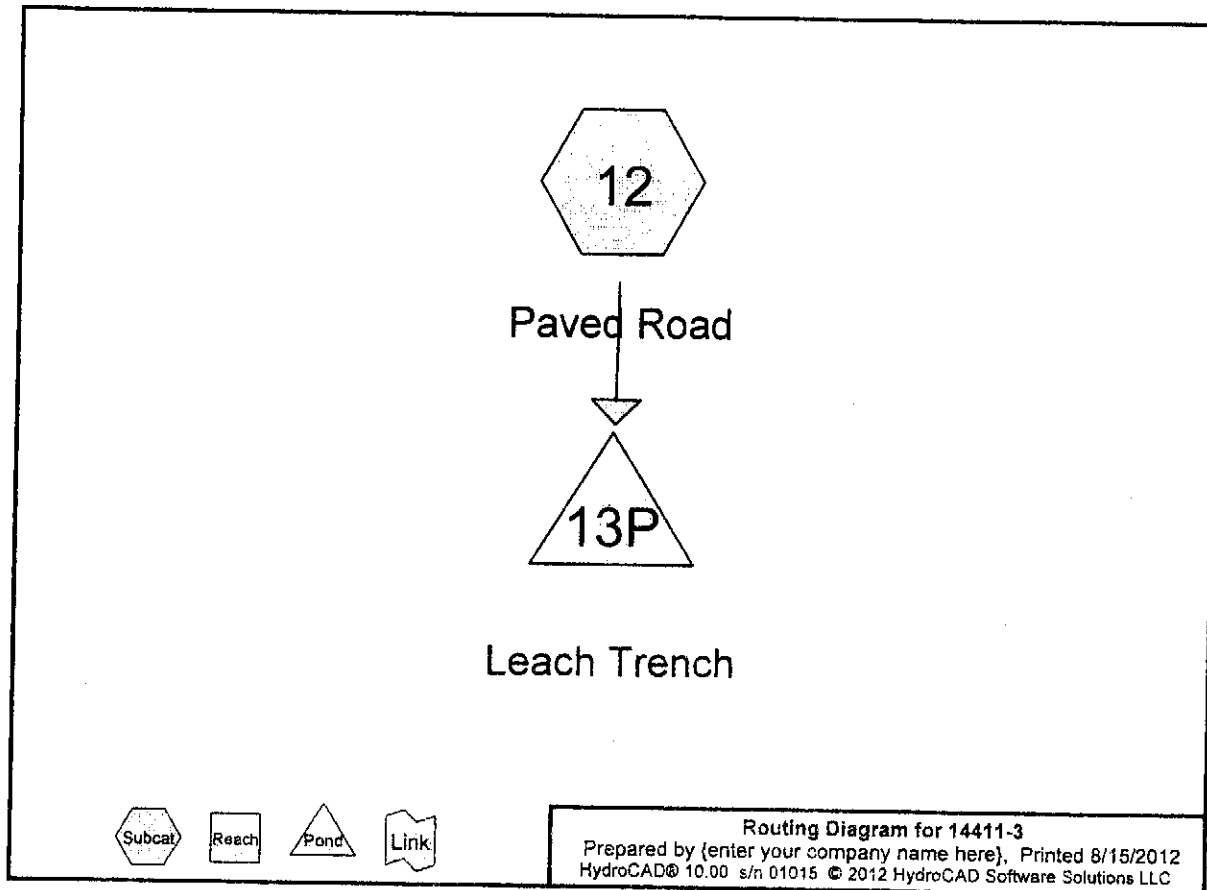 12
Paved Road
13P
Leach Trench
Subcat
Reach
Pond
Link
Routing Diagram for 14411-3
Prepared by {enter your company name here}, Printed 8/15/2012
HydroCAD® 10.00 s/n 01015 © 2012 HydroCAD Software Solutions LLC